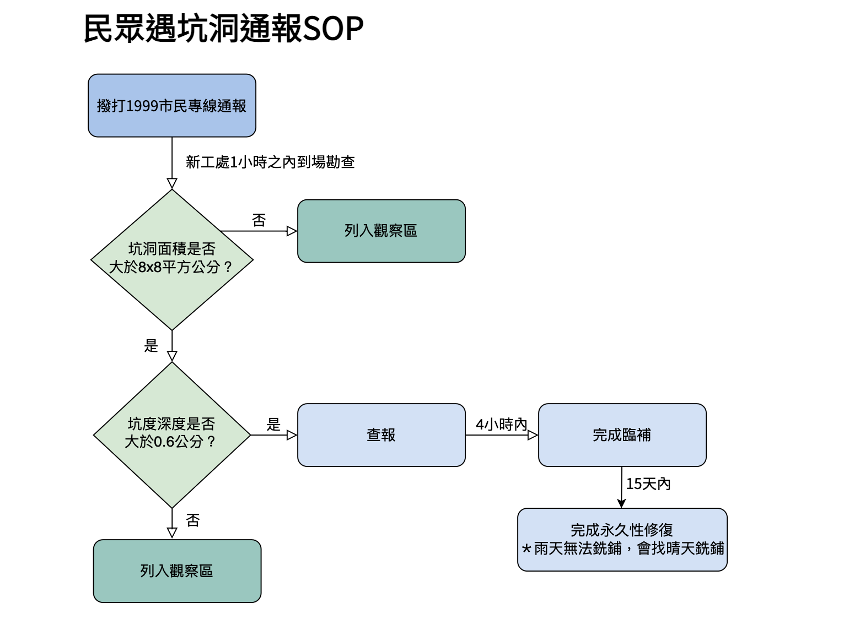 民眾遇坑洞通報SOP
撥打1999市民專線通報
新工處1小時之內到場勘查
坑洞面積是否
大於8x8平方公分？
否
列入觀察區
是
坑度深度是否
大於0.6公分？
是
查報
4小時內
完成臨補
15天內
完成永久性修復
＊雨天無法銑鋪，會找晴天銑鋪
否
列入觀察區